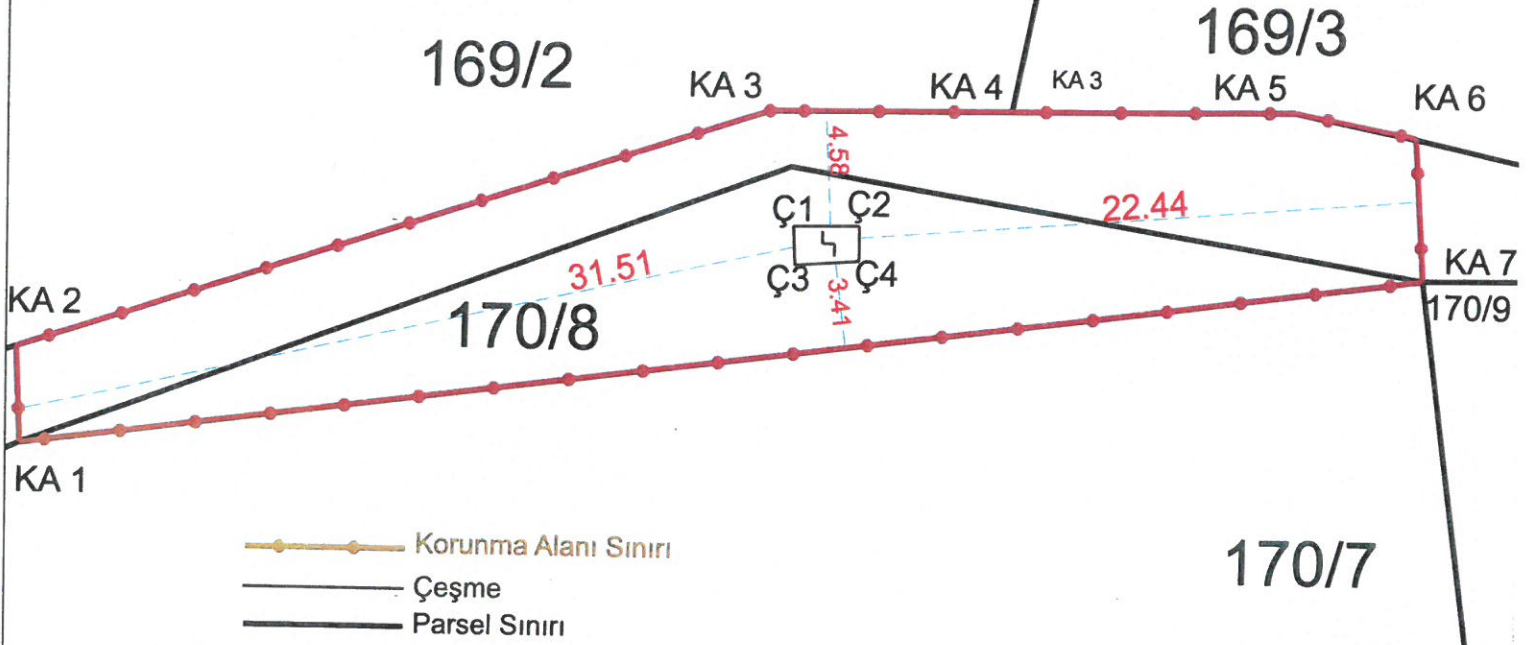 169/2
169/3
KA 3
KA 4
KA 3
KA 5
KA 6
4.58
Ç1
Ç2
22.44
31.51
Ç3
Ç4
KA 7
KA 2
3.41
170/9
170/8
KA 1
Korunma Alanı Sınırı
Çeşme
Parsel Sınırı
170/7